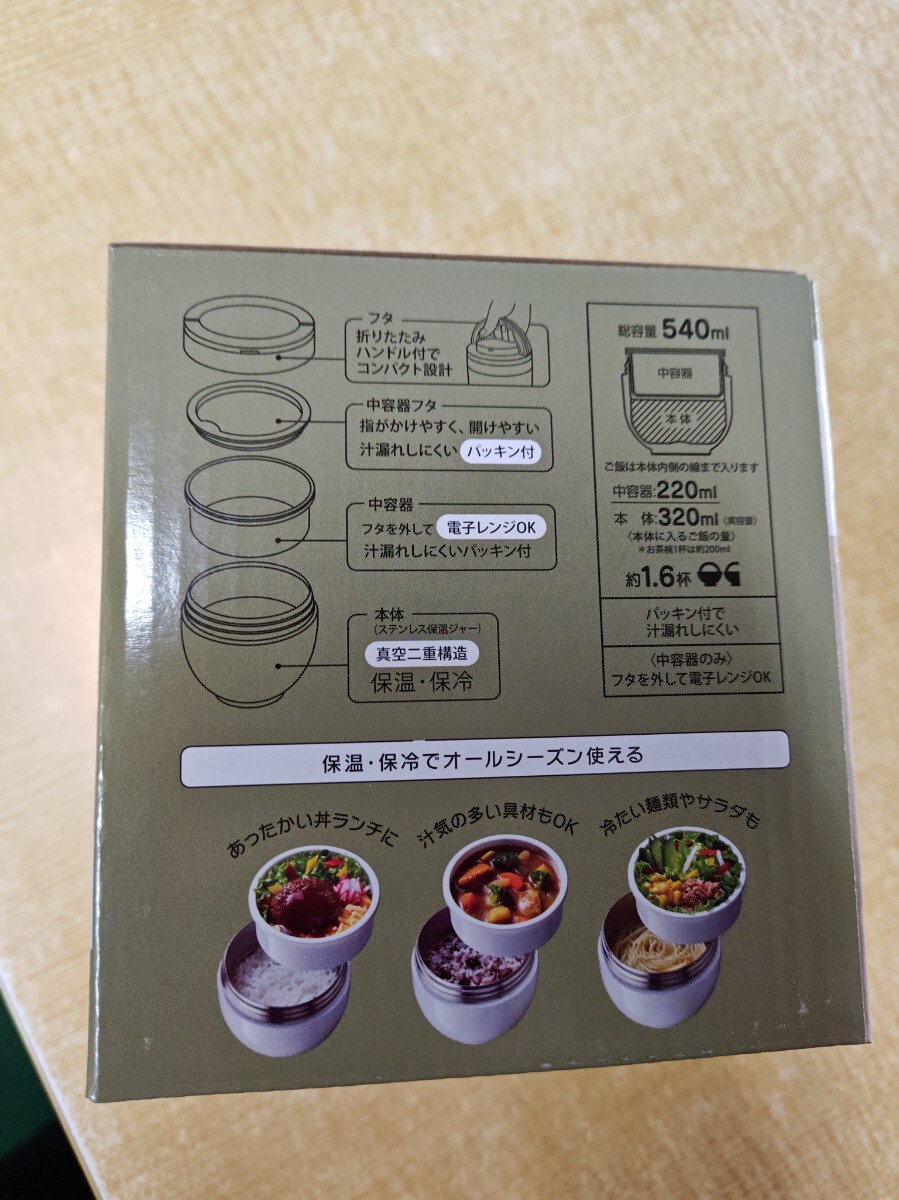 フタ
折りたたみ
ハンドル付で
コンパクト設計
中容器フタ
指がかけやすく、開けやすい
汁漏れしにくい パッキン付
中容器
フタを外して 電子レンジOK
汁漏れしにくいパッキン付
本体
(ステンレス保温ジャー)
真空二重構造
保温・保冷
総容量 540ml
中容器
本体
ご飯は本体内側の線まで入ります
中容器:220ml
本 体:320ml (実容量)
〈本体に入るご飯の量〉
*お茶碗1杯は約200ml
約1.6杯
パッキン付で
汁漏れしにくい
〈中容器のみ〉
フタを外して電子レンジOK
保温・保冷でオールシーズン使える
あったかい丼ランチに
汁気の多い具材もOK
冷たい麺類やサラダも